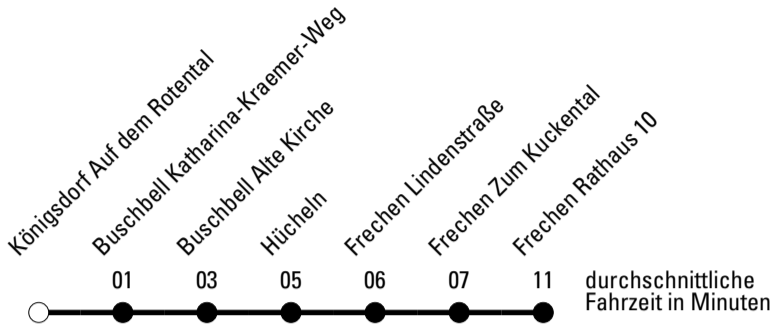 Königsdorf Auf dem Rotental
Buschbell Katharina-Kraemer-Weg
Buschbell Alte Kirche
Hücheln
Frechen Lindenstraße
Frechen Zum Kuckental
Frechen Rathaus 10
01 03 05 06 07 11
durchschnittliche
Fahrzeit in Minuten